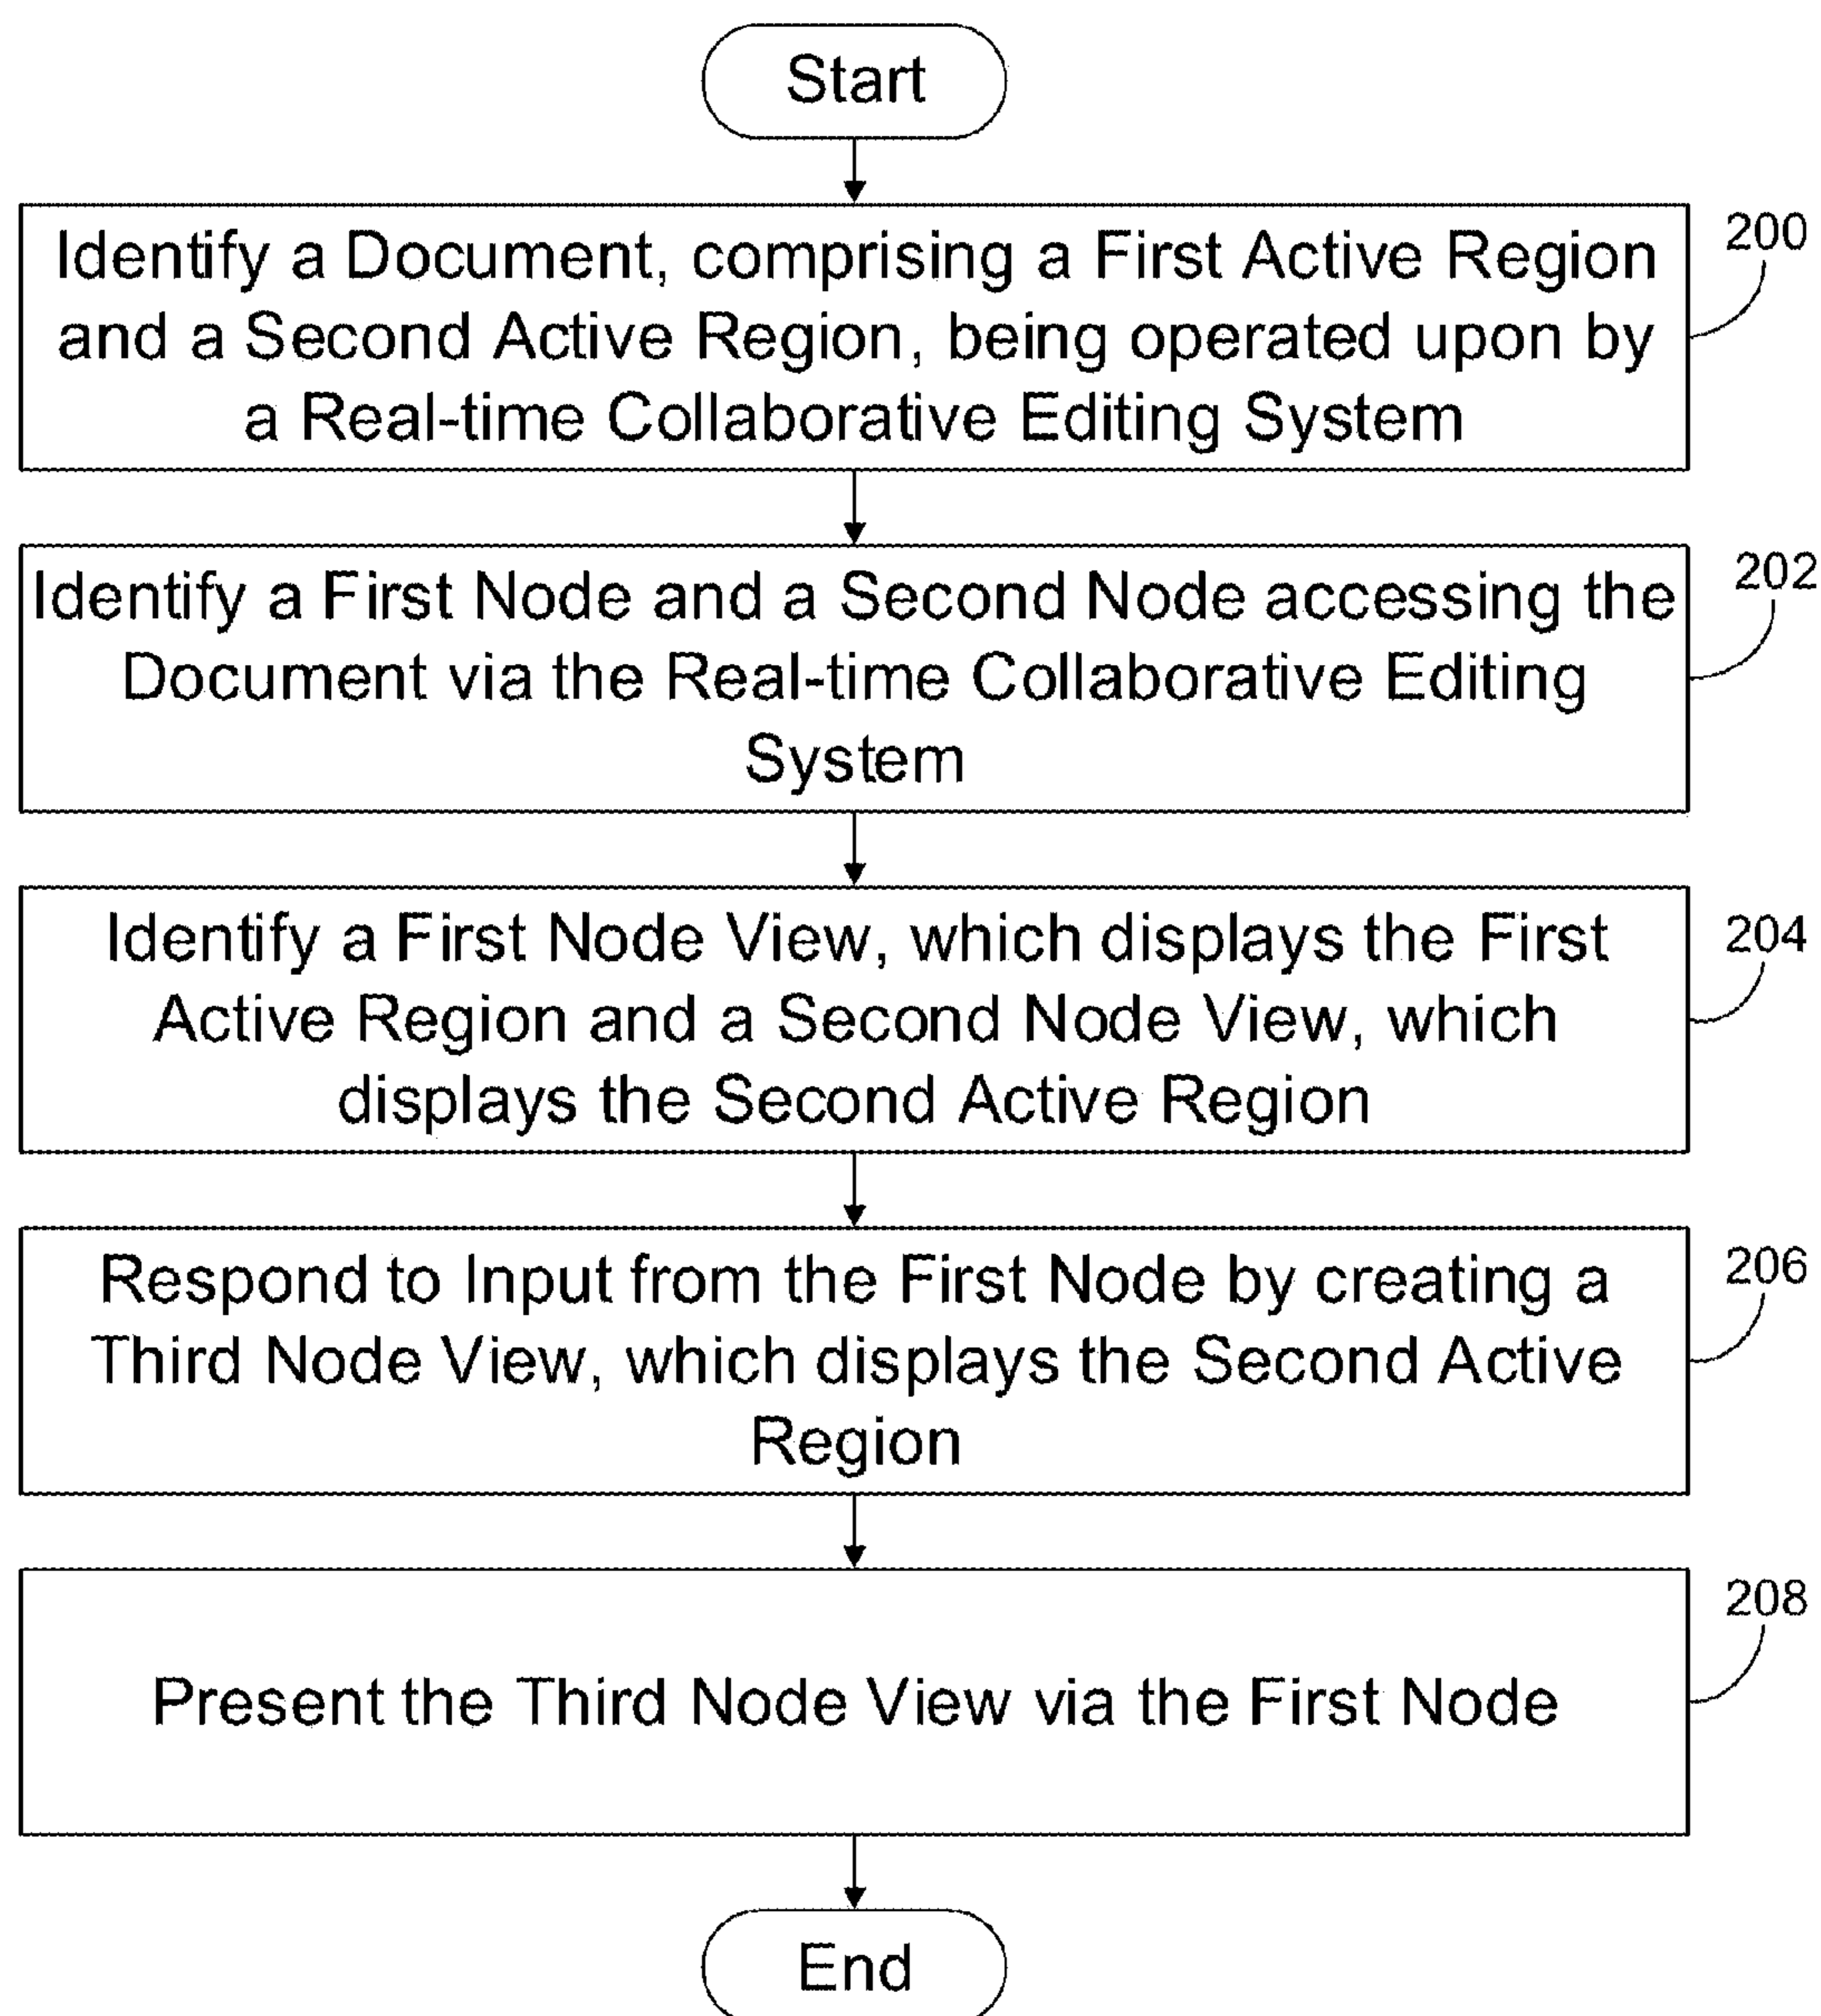 Start
Identify a Document, comprising a First Active Region
and a Second Active Region, being operated upon by
a Real-time Collaborative Editing System
200
Identify a First Node and a Second Node accessing the
Document via the Real-time Collaborative Editing
System
202
Identify a First Node View, which displays the First
Active Region and a Second Node View, which
displays the Second Active Region
204
Respond to Input from the First Node by creating a
Third Node View, which displays the Second Active
Region
206
Present the Third Node View via the First Node
208
End